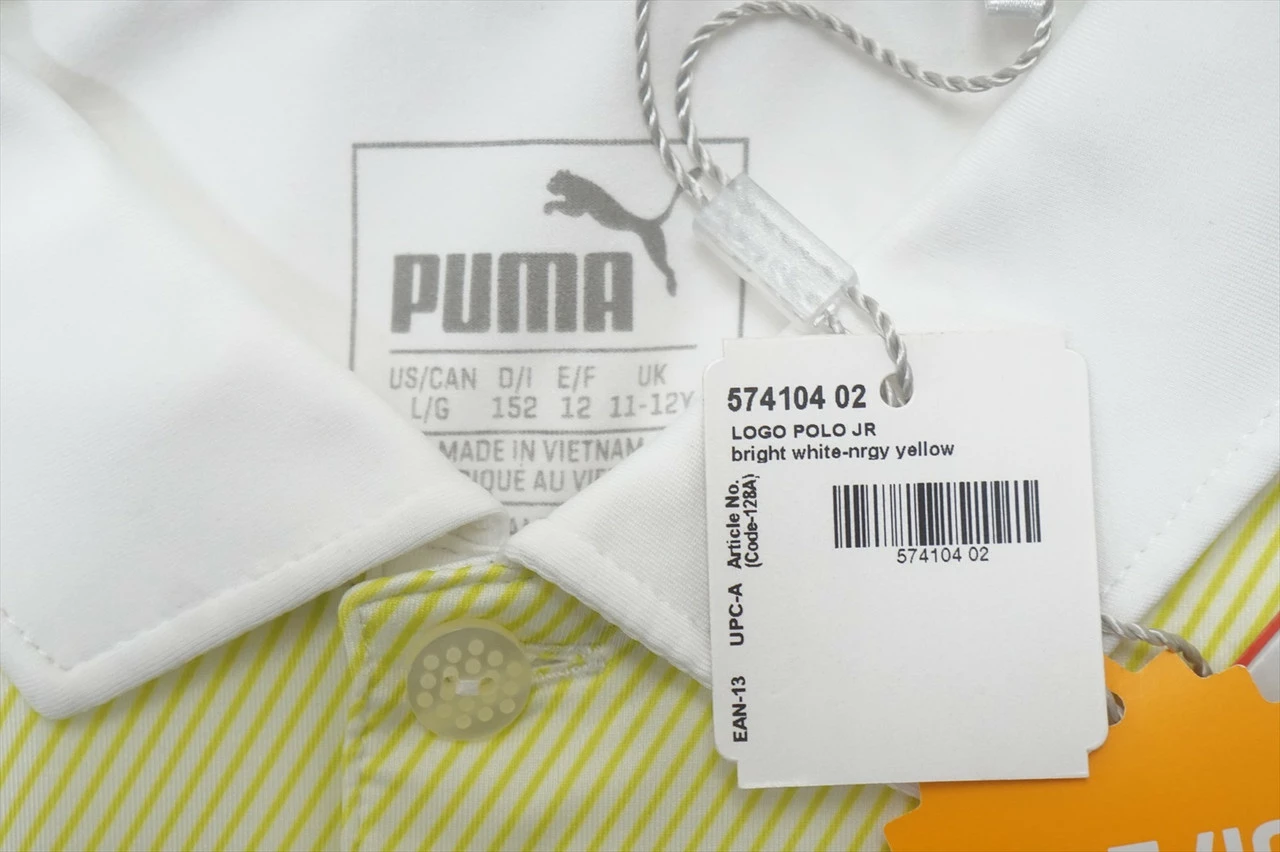 PUMA
US/CAN D/I E/F UK
L/G 152 12 11-12Y
MADE IN VIETNAM
AU
574104 02
LOGO POLO JR
bright white-nrgy yellow
Article No.
(Code-128A)
574104 02
UPC-A
EAN-13